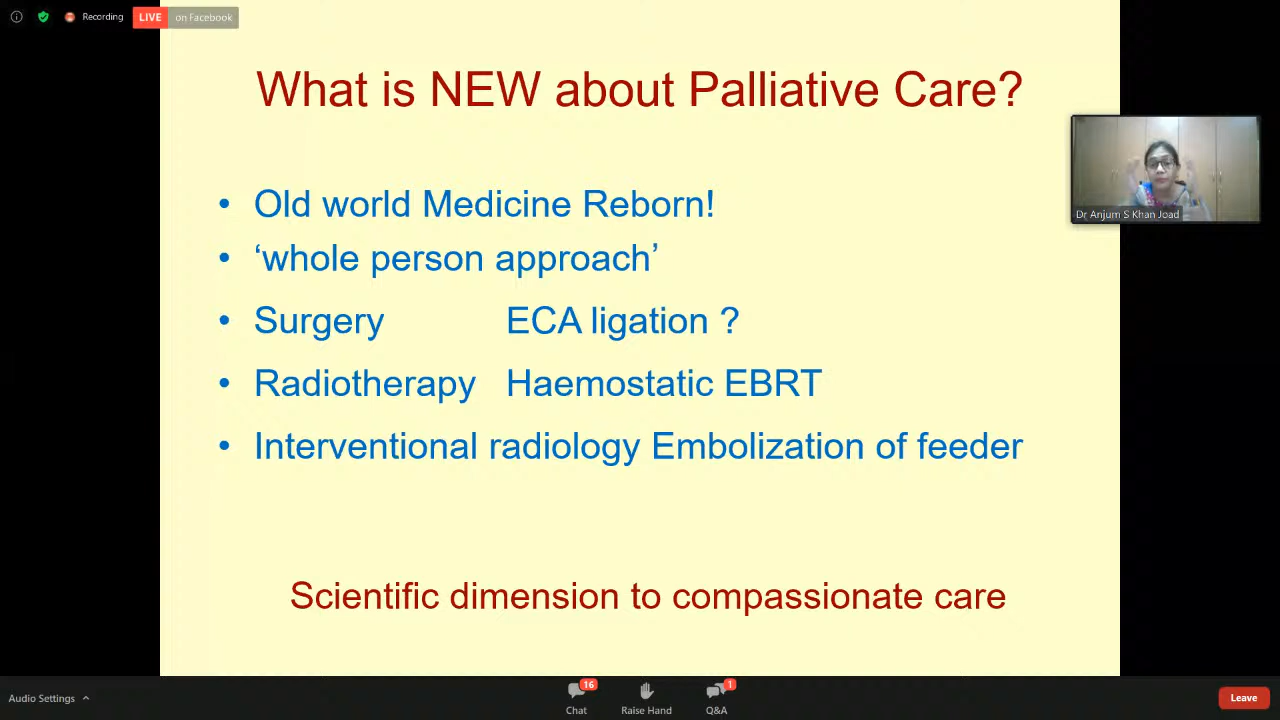 Recording LIVE on Facebook
What is NEW about Palliative Care?
• Old world Medicine Reborn!
• ‘whole person approach’
• Surgery ECA ligation ?
• Radiotherapy Haemostatic EBRT
• Interventional radiology Embolization of feeder
Scientific dimension to compassionate care
Dr Anjum S Khan Joad
Audio Settings
16
Chat
Raise Hand
1
Q&A
Leave